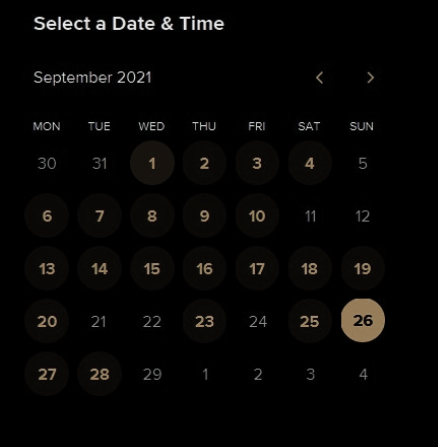 Select a Date & Time
September 2021
MON TUE WED THU FRI SAT SUN
30 31 1 2 3 4 5
6 7 8 9 10 11 12
13 14 15 16 17 18 19
20 21 22 23 24 25 26
27 28 29 1 2 3 4